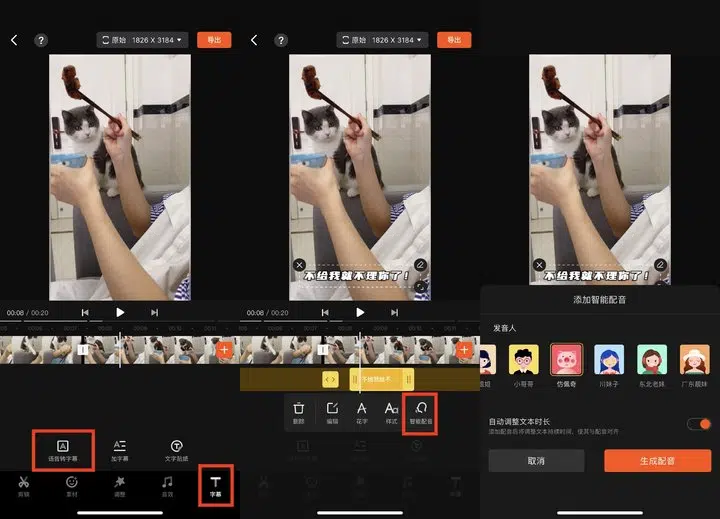 ?
原始 1826 X 3184
导出
00:08 / 00:20
语音转字幕
加字幕
文字贴纸
剪辑
素材
调整
音效
字幕
?
原始 1826 X 3184
导出
不给我就不理你了!
00:08 / 00:20
不给我就不
删除
编辑
花字
样式
智能配音
不给我就不理你了!
添加智能配音
发音人
小哥哥
仿佩奇
川妹子
东北老妹
广东靓妹
自动调整文本时长
添加配音后将调整文本持续时间,使其与配音对齐
取消
生成配音